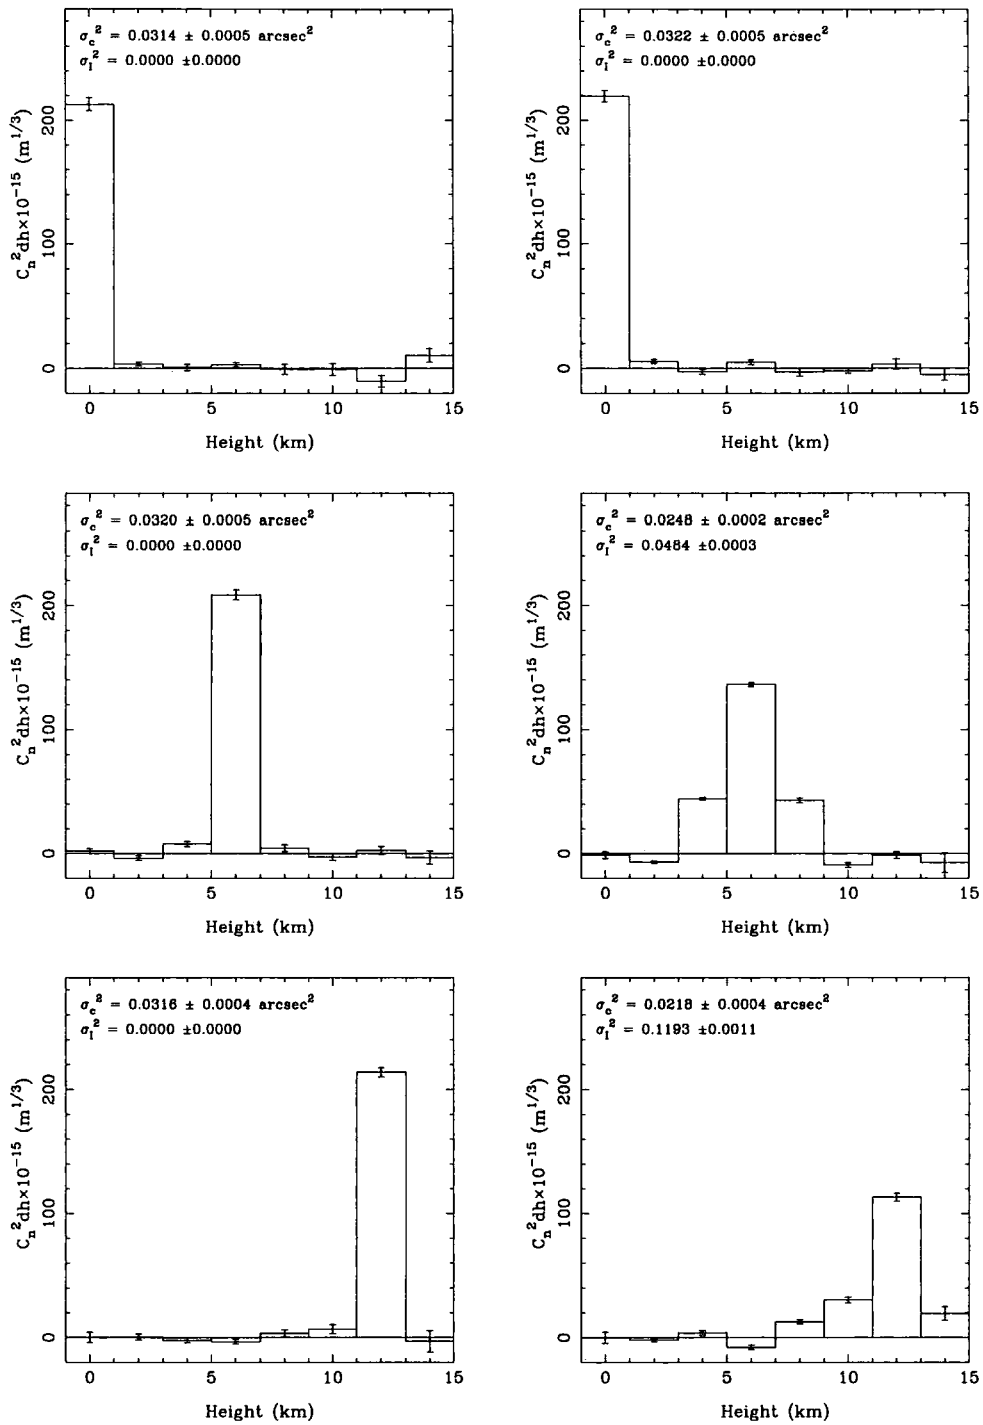 σc² = 0.0314 ± 0.0005 arcsec²
σI² = 0.0000 ±0.0000
Cn²dh×10⁻¹⁵ (m¹/³)
200
100
0
0 5 10 15
Height (km)
σc² = 0.0322 ± 0.0005 arcsec²
σI² = 0.0000 ±0.0000
Cn²dh×10⁻¹⁵ (m¹/³)
200
100
0
0 5 10 15
Height (km)
σc² = 0.0320 ± 0.0005 arcsec²
σI² = 0.0000 ±0.0000
Cn²dh×10⁻¹⁵ (m¹/³)
200
100
0
0 5 10 15
Height (km)
σc² = 0.0248 ± 0.0002 arcsec²
σI² = 0.0484 ±0.0003
Cn²dh×10⁻¹⁵ (m¹/³)
200
100
0
0 5 10 15
Height (km)
σc² = 0.0316 ± 0.0004 arcsec²
σI² = 0.0000 ±0.0000
Cn²dh×10⁻¹⁵ (m¹/³)
200
100
0
0 5 10 15
Height (km)
σc² = 0.0218 ± 0.0004 arcsec²
σI² = 0.1193 ±0.0011
Cn²dh×10⁻¹⁵ (m¹/³)
200
100
0
0 5 10 15
Height (km)